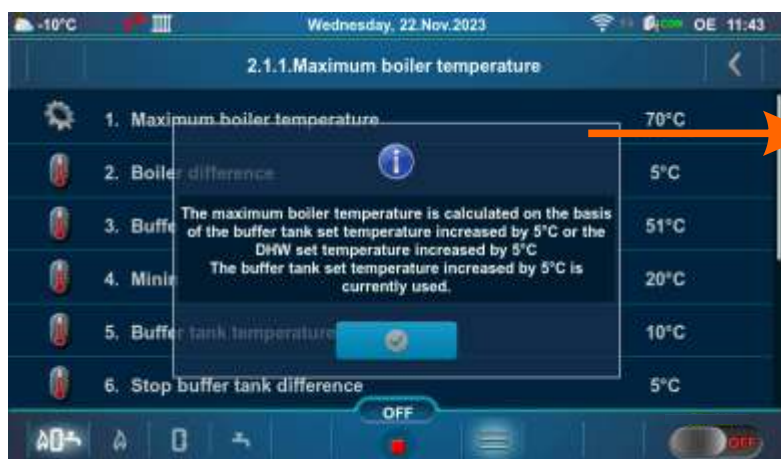 -10°C Wednesday, 22.Nov.2023 OE 11:43
2.1.1.Maximum boiler temperature
1. Maximum boiler temperature 70°C
2. Boiler difference 5°C
3. Buffe 51°C
4. Minir 20°C
5. Buffer tank temperature 10°C
6. Stop buffer tank difference 5°C
The maximum boiler temperature is calculated on the basis
of the buffer tank set temperature increased by 5°C or the
DHW set temperature increased by 5°C
The buffer tank set temperature increased by 5°C is
currently used.
OFF
OFF